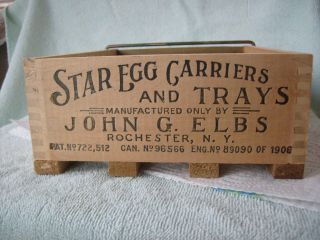 STAR EGG CARRIERS
AND TRAYS
MANUFACTURED ONLY BY
JOHN G. ELBS
ROCHESTER, N. Y.
PAT. Nº 722,512 CAN. Nº 96566 ENG. Nº 89090 OF 1906